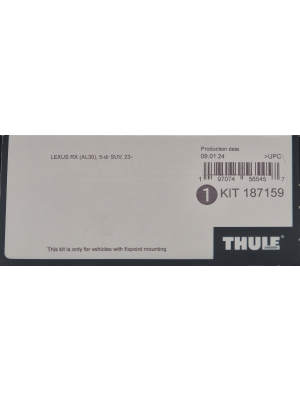 Production date
09.01.24 >UPC
LEXUS RX (AL30), 5-dr SUV, 23-
1 97074 95654 7
1 KIT 187159
This kit is only for vehicles with fixpoint mounting
THULE